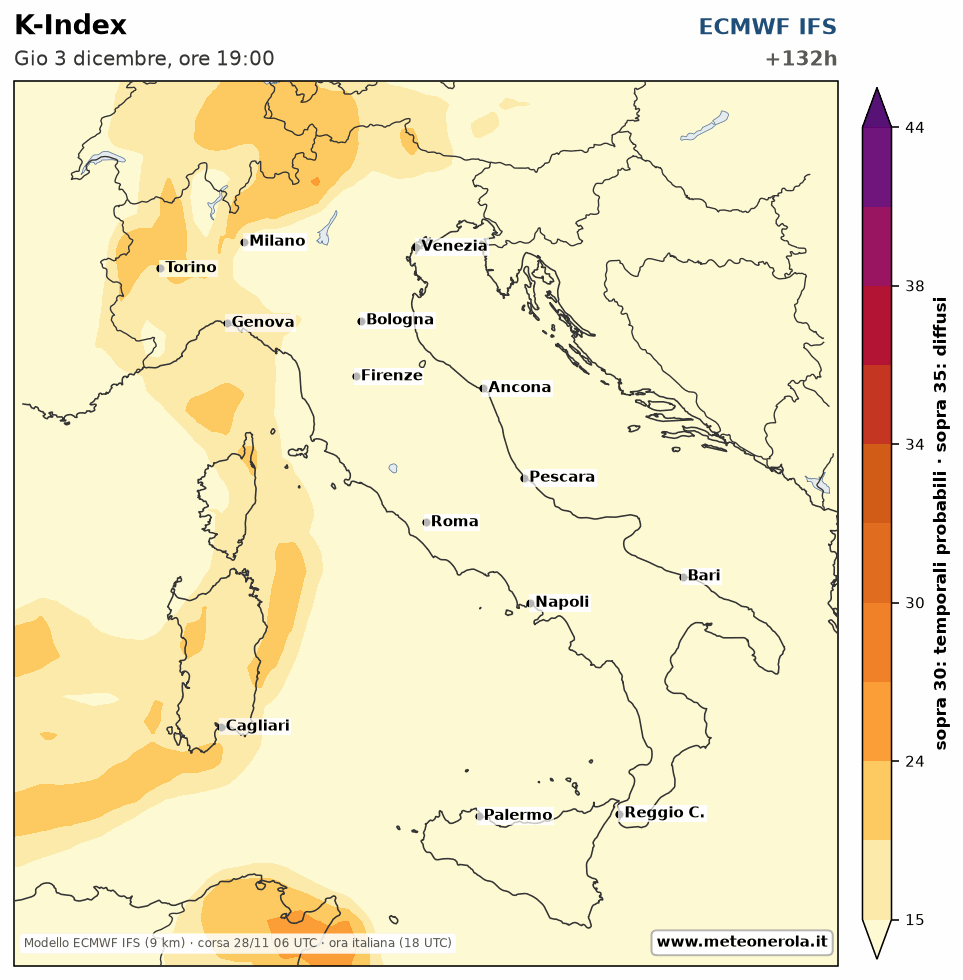 K-Index
ECMWF IFS
Gio 3 dicembre, ore 19:00
+132h
44
38
34
30
24
15
sopra 30: temporali probabili · sopra 35: diffusi
Milano
Venezia
Torino
Genova
Bologna
Firenze
Ancona
Pescara
Roma
Bari
Napoli
Cagliari
Palermo
Reggio C.
Modello ECMWF IFS (9 km) · corsa 28/11 06 UTC · ora italiana (18 UTC)
www.meteonerola.it